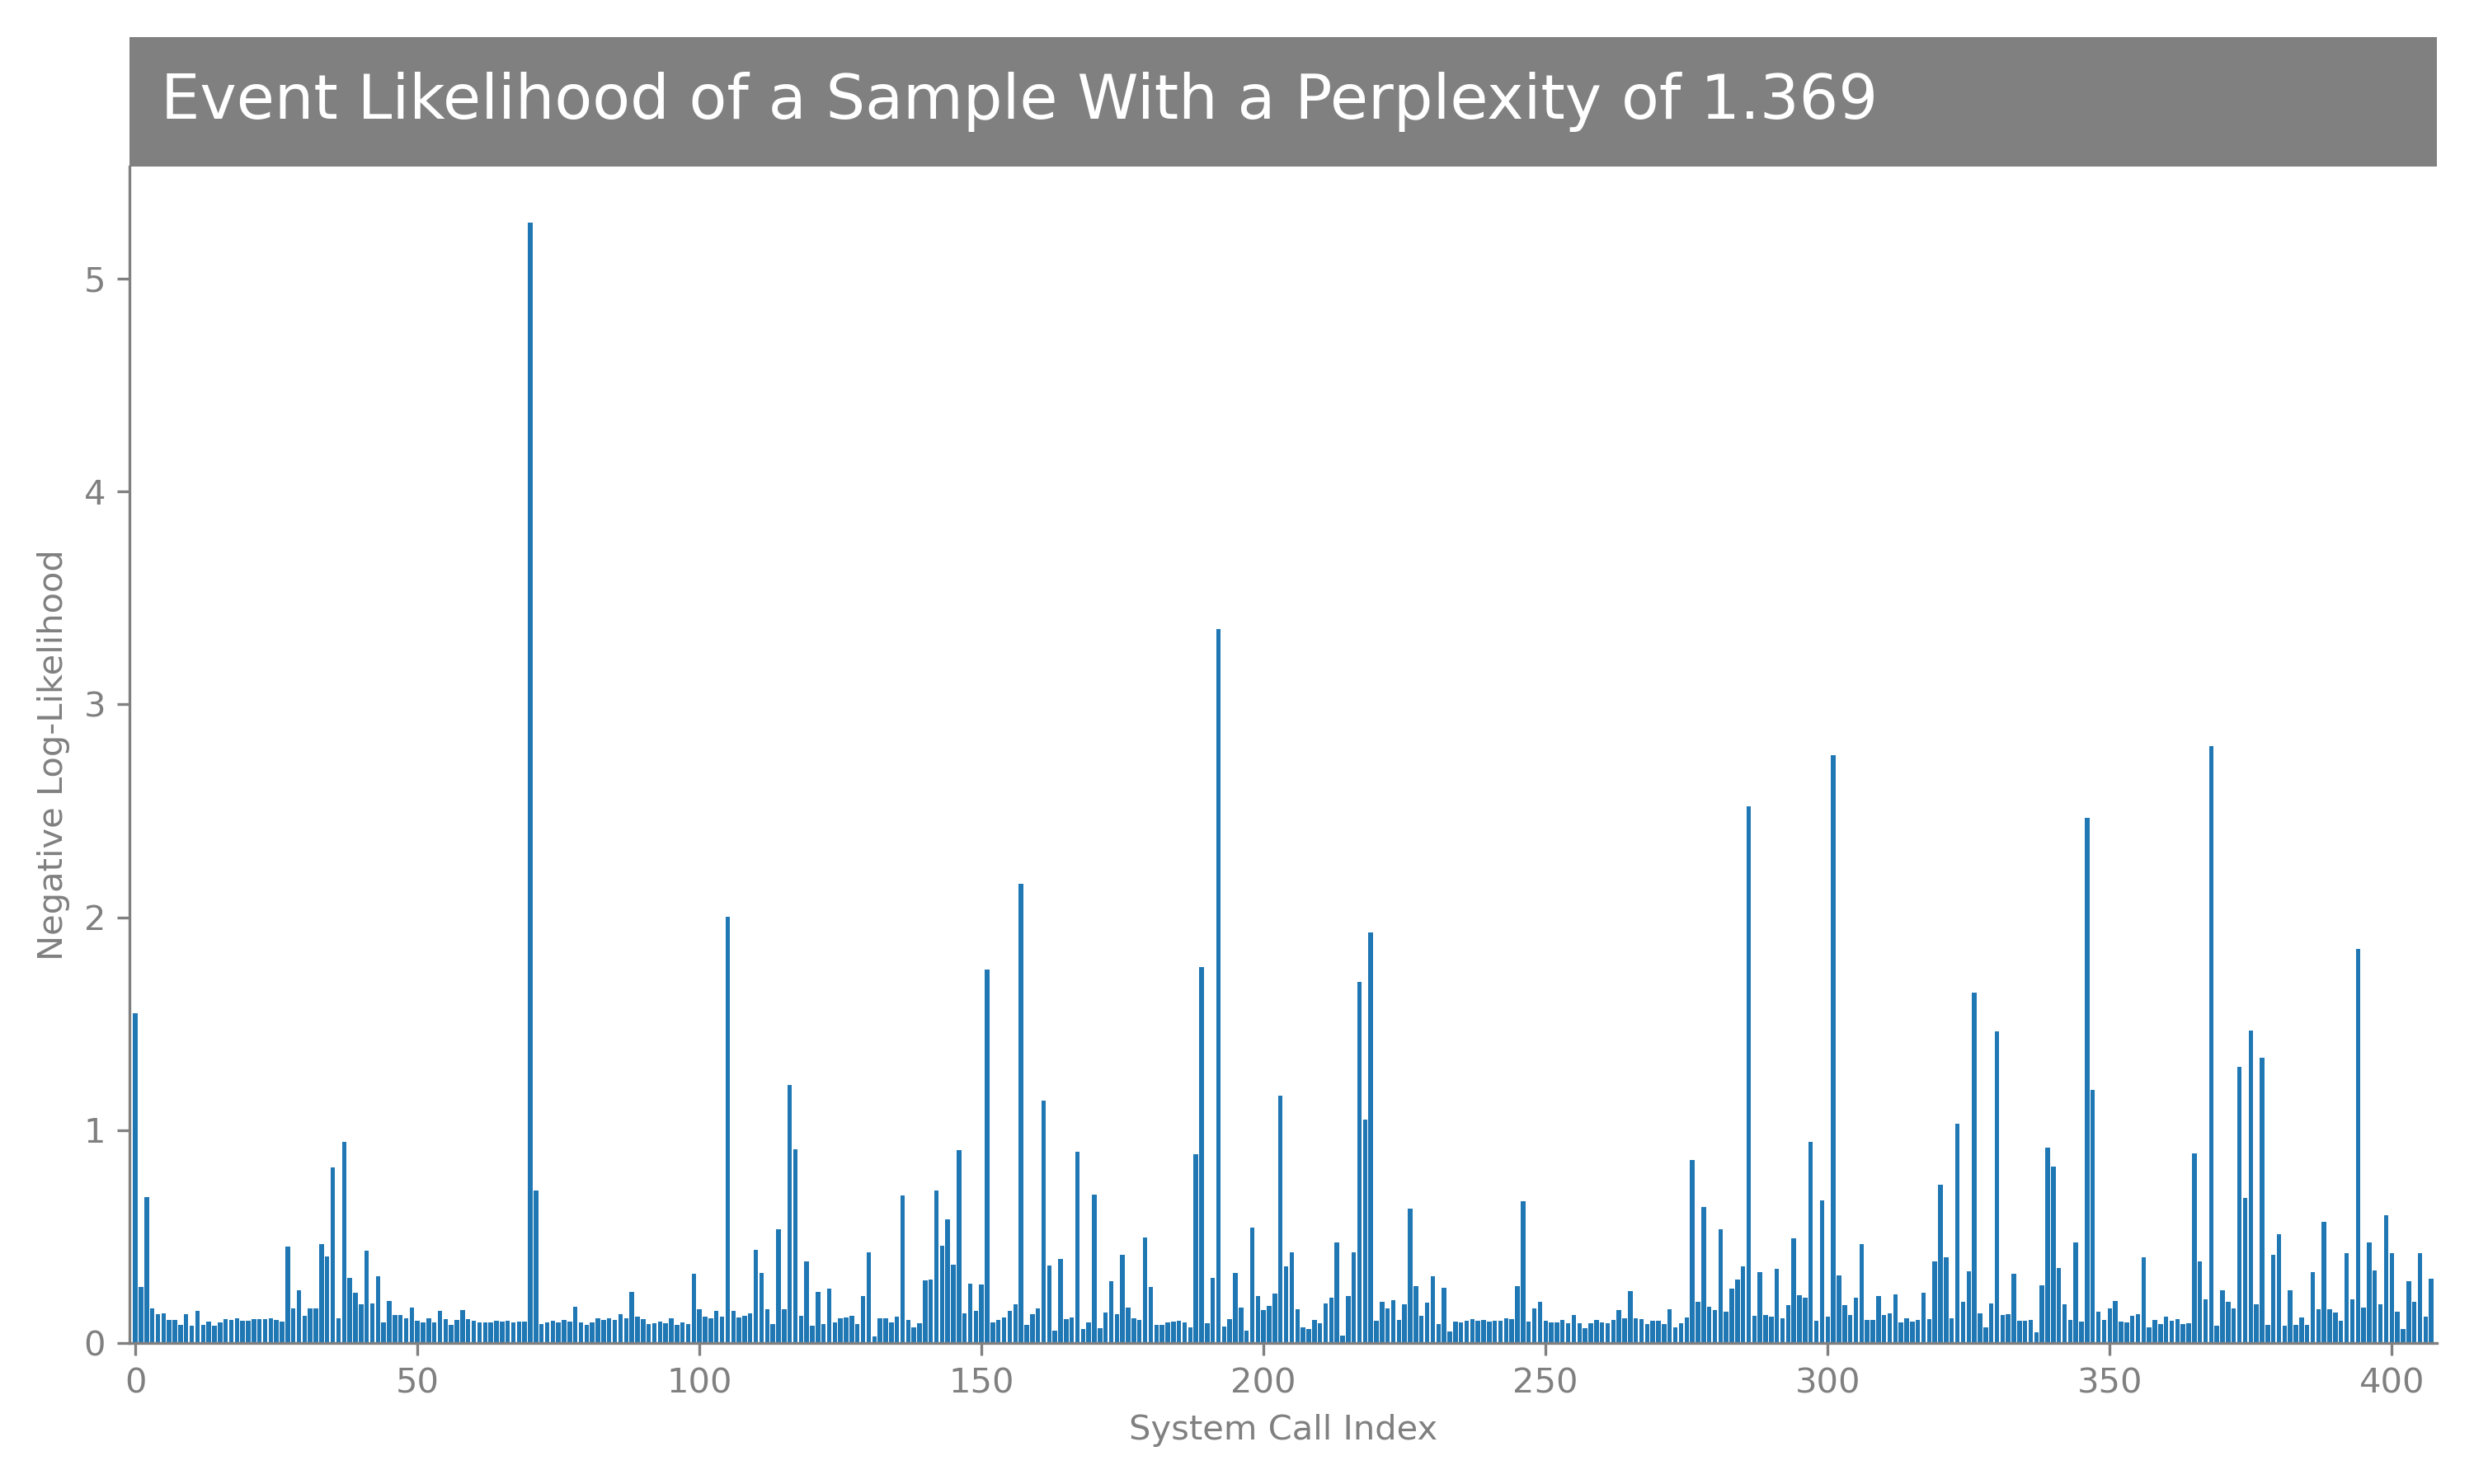 Event Likelihood of a Sample With a Perplexity of 1.369
5
4
3
2
1
0
Negative Log-Likelihood
0 50 100 150 200 250 300 350 400
System Call Index